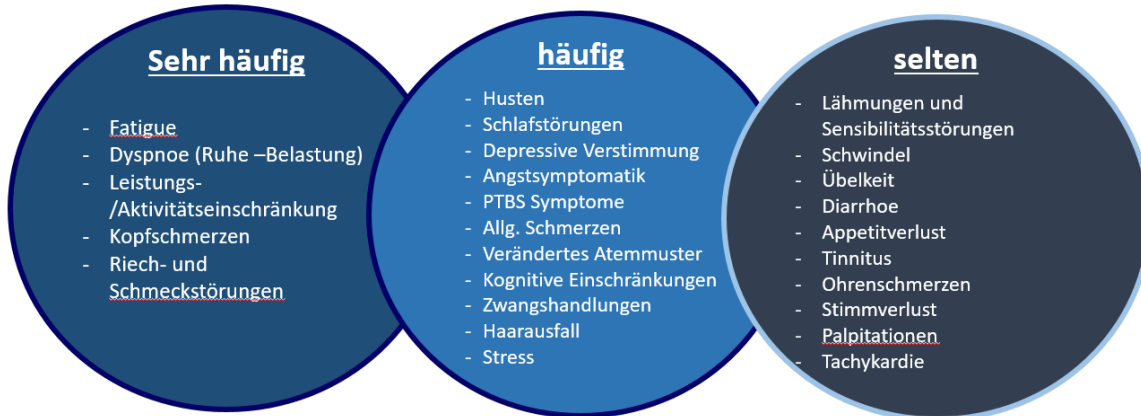 Sehr häufig
- Fatigue
- Dyspnoe (Ruhe –Belastung)
- Leistungs-
/Aktivitätseinschränkung
- Kopfschmerzen
- Riech- und
Schmeckstörungen
häufig
- Husten
- Schlafstörungen
- Depressive Verstimmung
- Angstsymptomatik
- PTBS Symptome
- Allg. Schmerzen
- Verändertes Atemmuster
- Kognitive Einschränkungen
- Zwangshandlungen
- Haarausfall
- Stress
selten
- Lähmungen und
Sensibilitätsstörungen
- Schwindel
- Übelkeit
- Diarrhoe
- Appetitverlust
- Tinnitus
- Ohrenschmerzen
- Stimmverlust
- Palpitationen
- Tachykardie